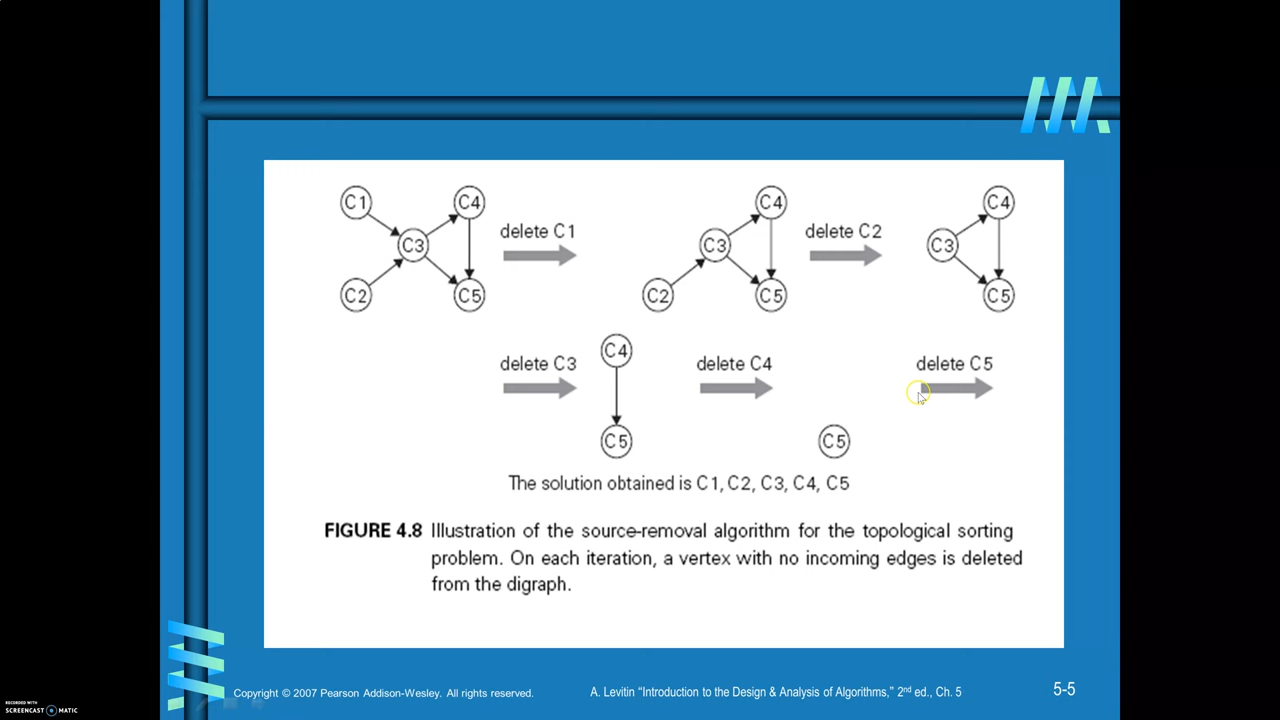 C1 C4 C3 C2 C5
delete C1
C4 C3 C2 C5
delete C2
C4 C3 C5
delete C3
C4 C5
delete C4
C5
delete C5
The solution obtained is C1, C2, C3, C4, C5
FIGURE 4.8 Illustration of the source-removal algorithm for the topological sorting
problem. On each iteration, a vertex with no incoming edges is deleted
from the digraph.
Copyright © 2007 Pearson Addison-Wesley. All rights reserved.
A. Levitin “Introduction to the Design & Analysis of Algorithms,” 2nd ed., Ch. 5
5-5
RECORDED WITH
SCREENCAST MATIC